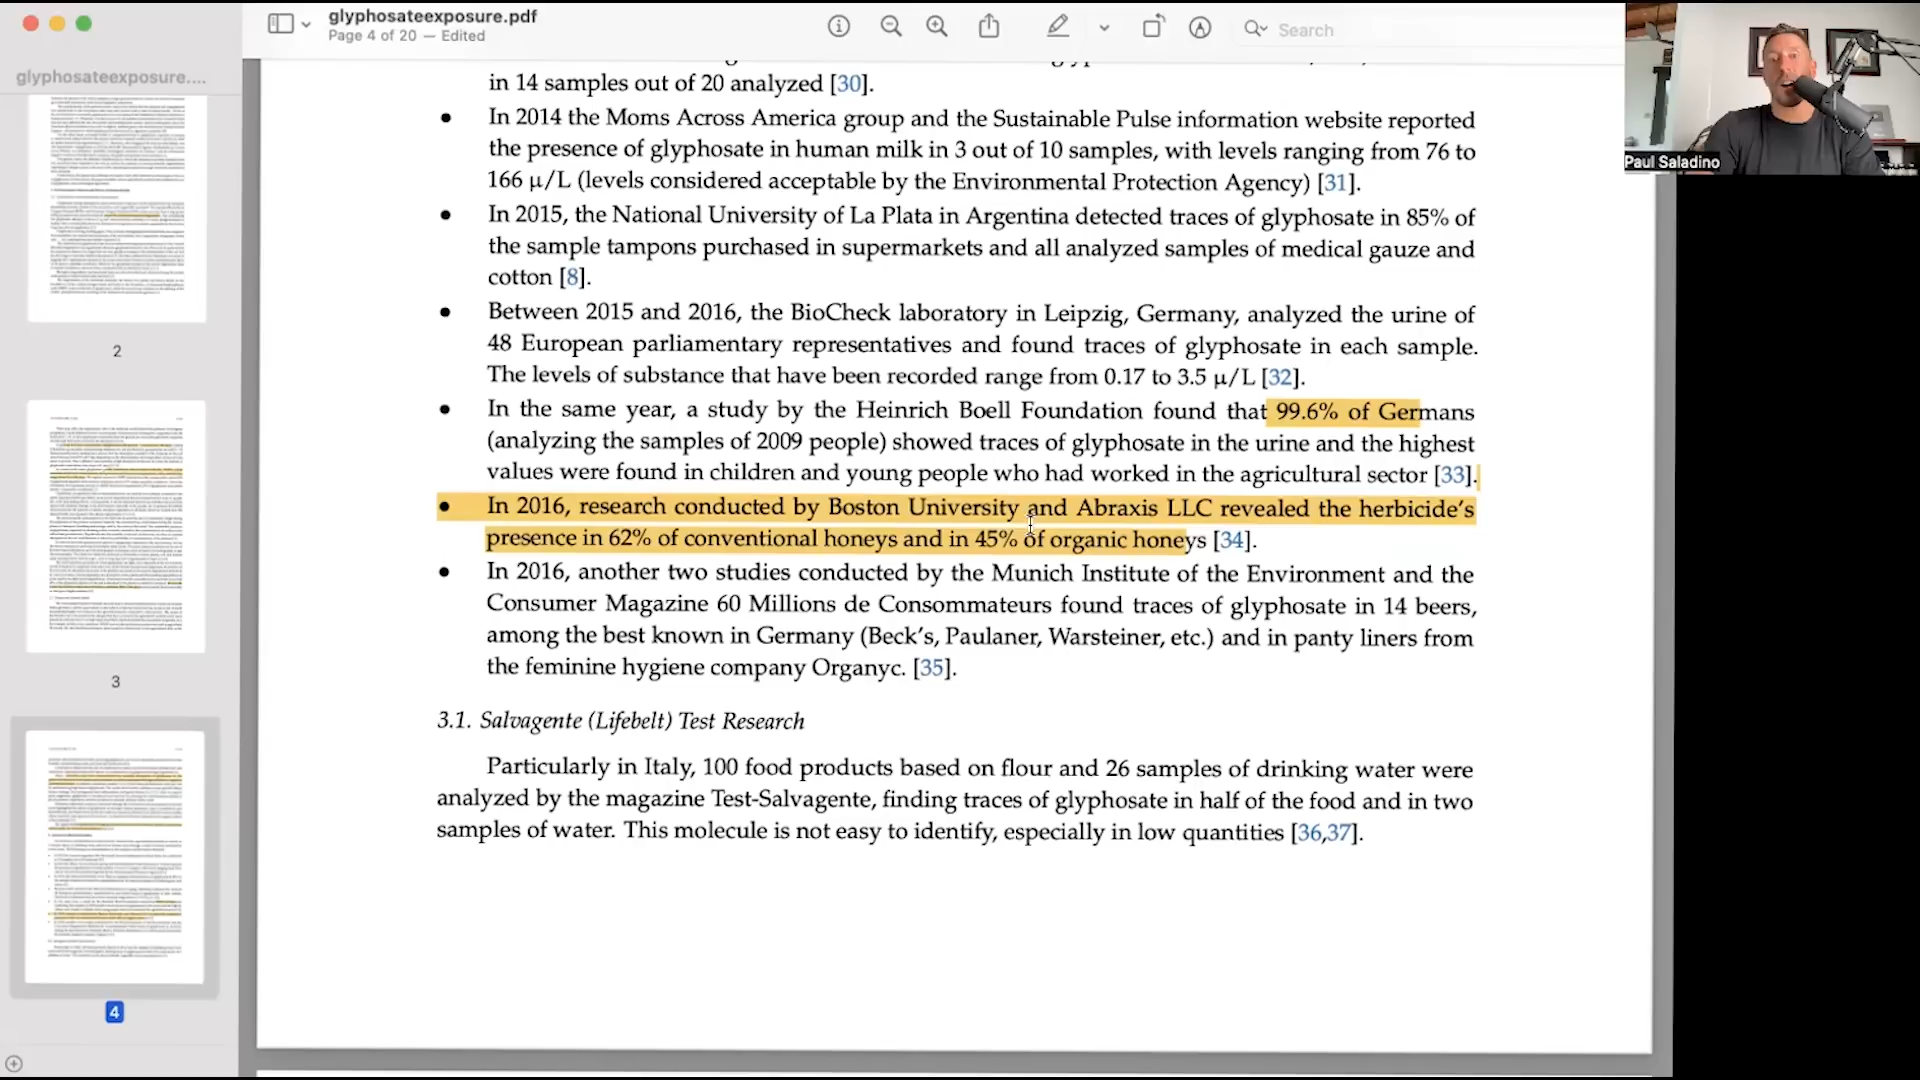 glyphosateexposure.pdf
Page 4 of 20 — Edited
Search
glyphosateexposure....
2
3
4
in 14 samples out of 20 analyzed [30].
● In 2014 the Moms Across America group and the Sustainable Pulse information website reported
the presence of glyphosate in human milk in 3 out of 10 samples, with levels ranging from 76 to
166 μ/L (levels considered acceptable by the Environmental Protection Agency) [31].
● In 2015, the National University of La Plata in Argentina detected traces of glyphosate in 85% of
the sample tampons purchased in supermarkets and all analyzed samples of medical gauze and
cotton [8].
● Between 2015 and 2016, the BioCheck laboratory in Leipzig, Germany, analyzed the urine of
48 European parliamentary representatives and found traces of glyphosate in each sample.
The levels of substance that have been recorded range from 0.17 to 3.5 μ/L [32].
● In the same year, a study by the Heinrich Boell Foundation found that 99.6% of Germans
(analyzing the samples of 2009 people) showed traces of glyphosate in the urine and the highest
values were found in children and young people who had worked in the agricultural sector [33].
● In 2016, research conducted by Boston University and Abraxis LLC revealed the herbicide's
presence in 62% of conventional honeys and in 45% of organic honeys [34].
● In 2016, another two studies conducted by the Munich Institute of the Environment and the
Consumer Magazine 60 Millions de Consommateurs found traces of glyphosate in 14 beers,
among the best known in Germany (Beck's, Paulaner, Warsteiner, etc.) and in panty liners from
the feminine hygiene company Organyc. [35].
3.1. Salvagente (Lifebelt) Test Research
Particularly in Italy, 100 food products based on flour and 26 samples of drinking water were
analyzed by the magazine Test-Salvagente, finding traces of glyphosate in half of the food and in two
samples of water. This molecule is not easy to identify, especially in low quantities [36,37].
Paul Saladino